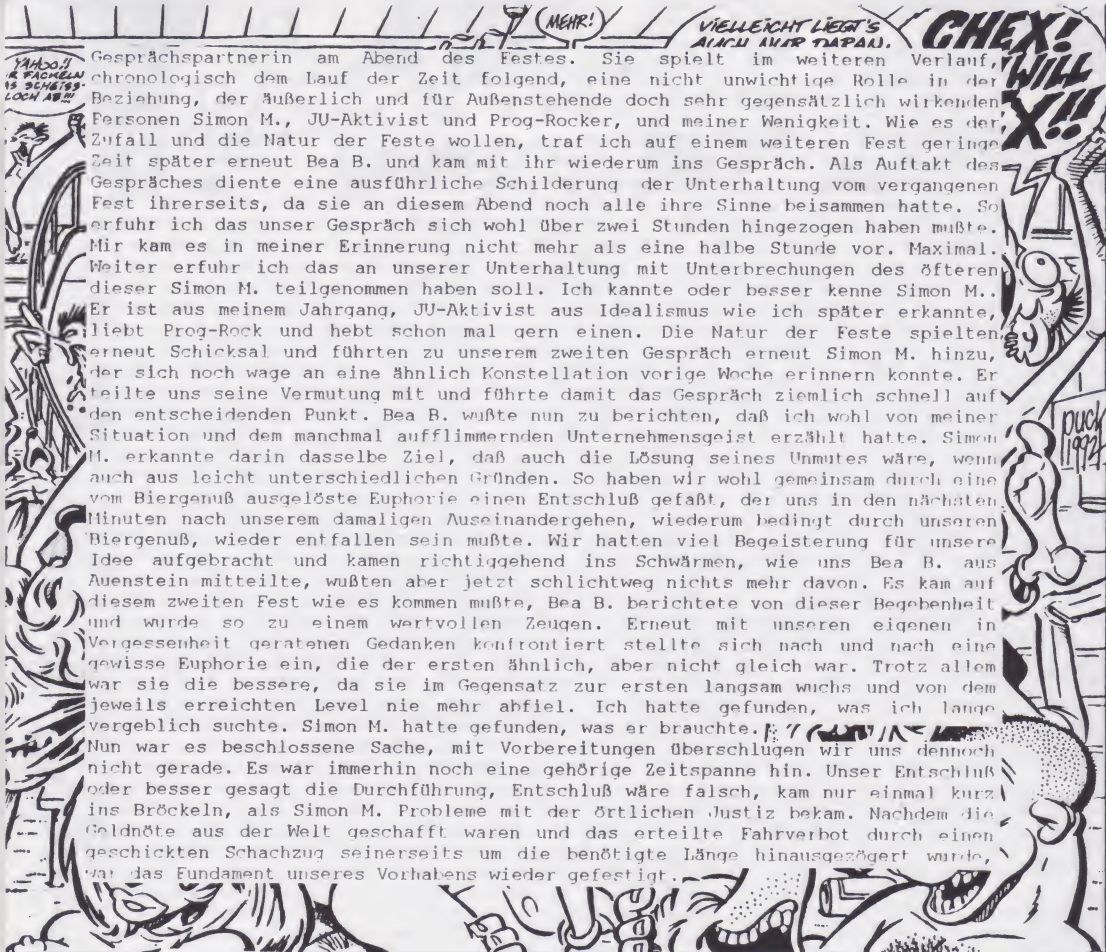 (MEHR!)
VIELLEICHT LIEGT'S
AUCH NUR DARAN.
CHEX!
WILL
X!!
YAHOO!!
R FACKELN
AS SCHEISS-
LOCH AB!!!
Gesprächspartnerin am Abend des Festes. Sie spielt im weiteren Verlauf,
chronologisch dem Lauf der Zeit folgend, eine nicht unwichtige Rolle in der
Beziehung, der äußerlich und für Außenstehende doch sehr gegensätzlich wirkenden
Personen Simon M., JU-Aktivist und Prog-Rocker, und meiner Wenigkeit. Wie es der
Zufall und die Natur der Feste wollen, traf ich auf einem weiteren Fest geringe
Zeit später erneut Bea B. und kam mit ihr wiederum ins Gespräch. Als Auftakt des
Gespräches diente eine ausführliche Schilderung der Unterhaltung vom vergangenen
Fest ihrerseits, da sie an diesem Abend noch alle ihre Sinne beisammen hatte. So
erfuhr ich das unser Gespräch sich wohl über zwei Stunden hingezogen haben mußte.
Mir kam es in meiner Erinnerung nicht mehr als eine halbe Stunde vor. Maximal.
Weiter erfuhr ich das an unserer Unterhaltung mit Unterbrechungen des öfteren
dieser Simon M. teilgenommen haben soll. Ich kannte oder besser kenne Simon M..
Er ist aus meinem Jahrgang, JU-Aktivist aus Idealismus wie ich später erkannte,
liebt Prog-Rock und hebt schon mal gern einen. Die Natur der Feste spielten
erneut Schicksal und führten zu unserem zweiten Gespräch erneut Simon M. hinzu,
der sich noch wage an eine ähnlich Konstellation vorige Woche erinnern konnte. Er
teilte uns seine Vermutung mit und führte damit das Gespräch ziemlich schnell auf
den entscheidenden Punkt. Bea B. wußte nun zu berichten, daß ich wohl von meiner
Situation und dem manchmal aufflimmernden Unternehmensgeist erzählt hatte. Simon
M. erkannte darin dasselbe Ziel, daß auch die Lösung seines Unmutes wäre, wenn
auch aus leicht unterschiedlichen Gründen. So haben wir wohl gemeinsam durch eine
vom Biergenuß ausgelöste Euphorie einen Entschluß gefaßt, der uns in den nächsten
Minuten nach unserem damaligen Auseinandergehen, wiederum bedingt durch unseren
Biergenuß, wieder entfallen sein mußte. Wir hatten viel Begeisterung für unsere
Idee aufgebracht und kamen richtiggehend ins Schwärmen, wie uns Bea B. aus
Auenstein mitteilte, wußten aber jetzt schlichtweg nichts mehr davon. Es kam auf
diesem zweiten Fest wie es kommen mußte, Bea B. berichtete von dieser Begebenheit
und wurde so zu einem wertvollen Zeugen. Erneut mit unseren eigenen in
Vergessenheit geratenen Gedanken konfrontiert stellte sich nach und nach eine
gewisse Euphorie ein, die der ersten ähnlich, aber nicht gleich war. Trotz allem
war sie die bessere, da sie im Gegensatz zur ersten langsam wuchs und von dem
jeweils erreichten Level nie mehr abfiel. Ich hatte gefunden, was ich lange
vergeblich suchte. Simon M. hatte gefunden, was er brauchte.
Nun war es beschlossene Sache, mit Vorbereitungen überschlugen wir uns dennoch
nicht gerade. Es war immerhin noch eine gehörige Zeitspanne hin. Unser Entschluß
oder besser gesagt die Durchführung, Entschluß wäre falsch, kam nur einmal kurz
ins Bröckeln, als Simon M. Probleme mit der örtlichen Justiz bekam. Nachdem die
Geldnöte aus der Welt geschafft waren und das erteilte Fahrverbot durch einen
geschickten Schachzug seinerseits um die benötigte Länge hinausgezögert wurde,
war das Fundament unseres Vorhabens wieder gefestigt.
puck
1992